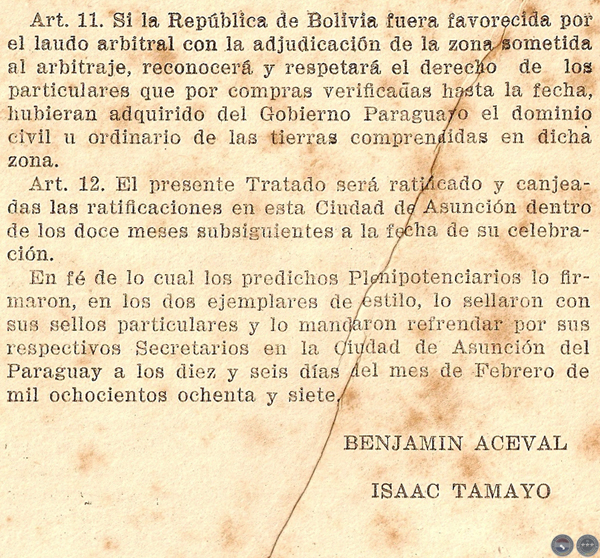 Art. 11. Si la República de Bolivia fuera favorecida por
el laudo arbitral con la adjudicación de la zona sometida
al arbitraje, reconocerá y respetará el derecho de los
particulares que por compras verificadas hasta la fecha,
hubieran adquirido del Gobierno Paraguayo el dominio
civil u ordinario de las tierras comprendidas en dicha
zona.
Art. 12. El presente Tratado será ratificado y canjea-
das las ratificaciones en esta Ciudad de Asunción dentro
de los doce meses subsiguientes a la fecha de su celebra-
ción.
En fé de lo cual los predichos Plenipotenciarios lo fir-
maron, en los dos ejemplares de estilo, lo sellaron con
sus sellos particulares y lo mandaron refrendar por sus
respectivos Secretarios en la Ciudad de Asunción del
Paraguay a los diez y seis días del mes de Febrero de
mil ochocientos ochenta y siete.
BENJAMIN ACEVAL
ISAAC TAMAYO